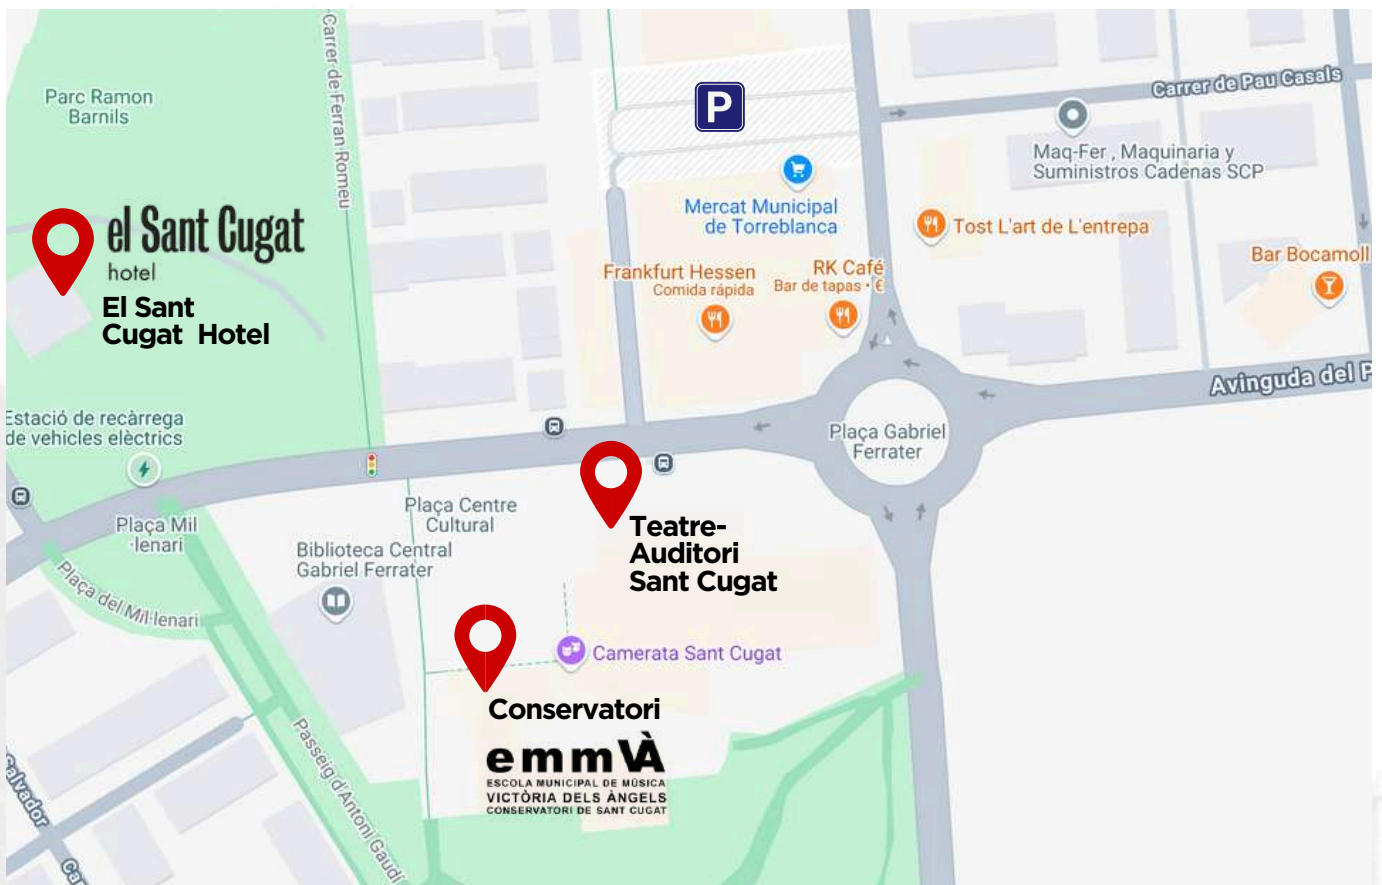 Carrer de Ferran Romeu
Parc Ramon
Barnils
P
Carrer de Pau Casals
Maq-Fer , Maquinaria y
Suministros Cadenas SCP
Mercat Municipal
de Torreblanca
Tost L'art de L'entrepa
el Sant Cugat
hotel
El Sant
Cugat Hotel
Frankfurt Hessen
Comida rápida
RK Café
Bar de tapas • €
Bar Bocamoll
Avinguda del P
Estació de recàrrega
de vehicles elèctrics
Plaça Gabriel
Ferrater
Plaça Centre
Cultural
Plaça Mil
·lenari
Teatre-
Auditori
Sant Cugat
Biblioteca Central
Gabriel Ferrater
Plaça del Mil·lenari
Camerata Sant Cugat
Conservatori
emmVÀ
ESCOLA MUNICIPAL DE MÚSICA
VICTÒRIA DELS ÀNGELS
CONSERVATORI DE SANT CUGAT
Passeig d'Antoni Gaudí
Salvador
Ca